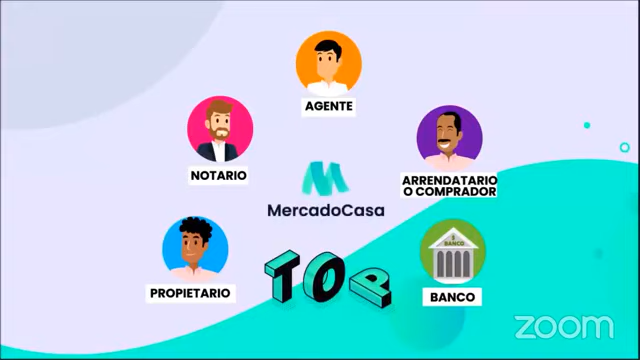 AGENTE
NOTARIO
ARRENDATARIO
O COMPRADOR
MercadoCasa
PROPIETARIO
TOP
BANCO
BANCO
zoom